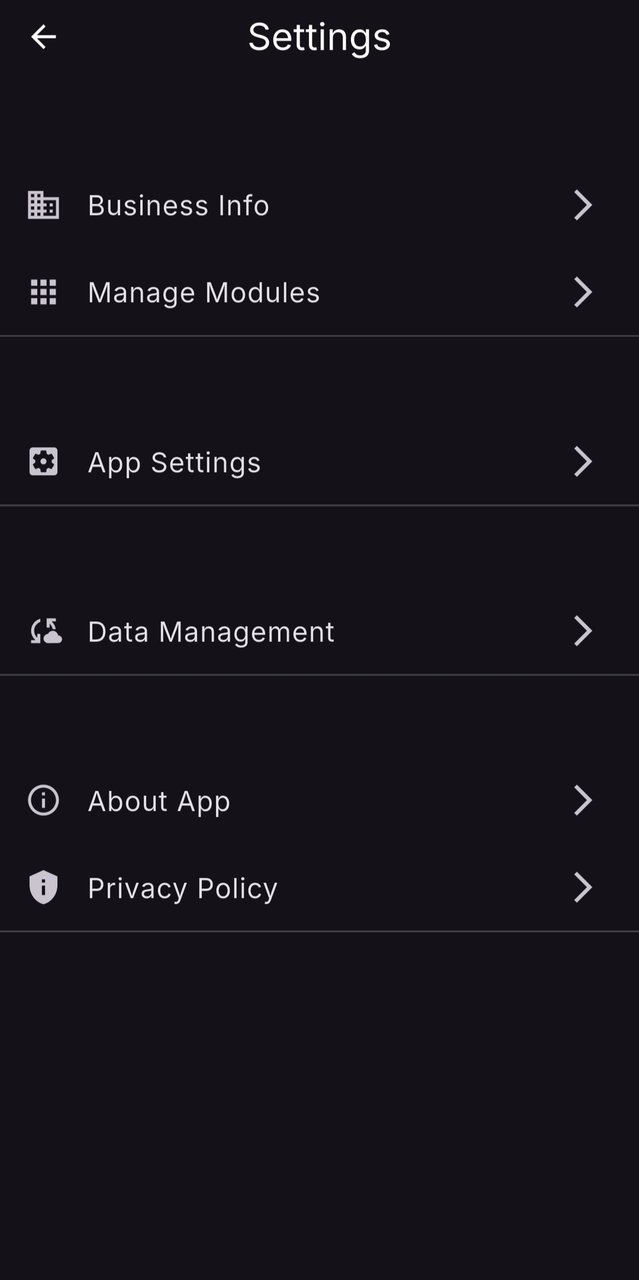 Settings
Business Info
Manage Modules
App Settings
Data Management
About App
Privacy Policy